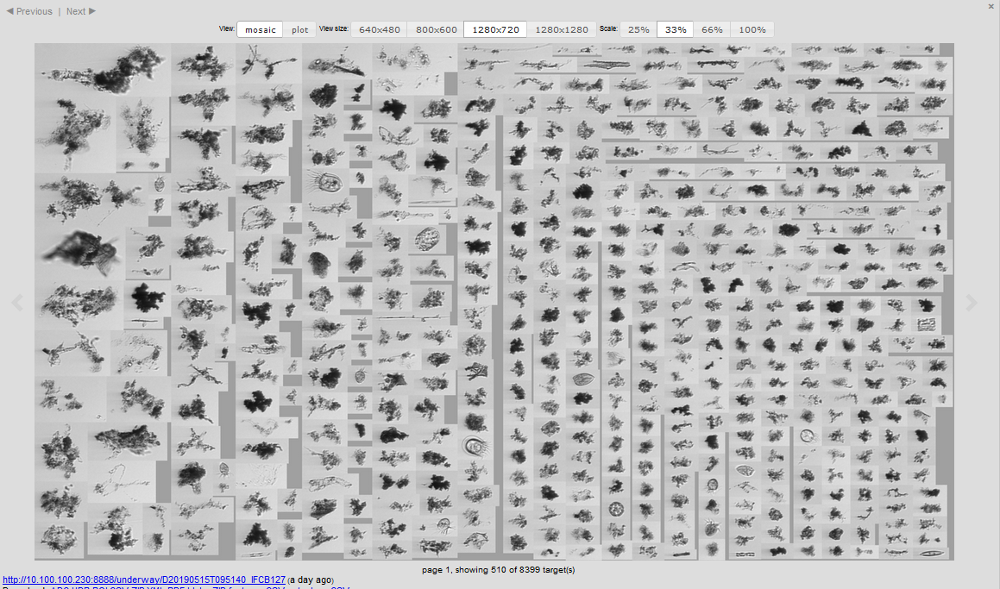 ◀ Previous | Next ▶
×
View: mosaic plot View size: 640x480 800x600 1280x720 1280x1280 Scale: 25% 33% 66% 100%
page 1, showing 510 of 8399 target(s)
http://10.100.100.230:8888/underway/D20190515T095140_IFCB127 (a day ago)